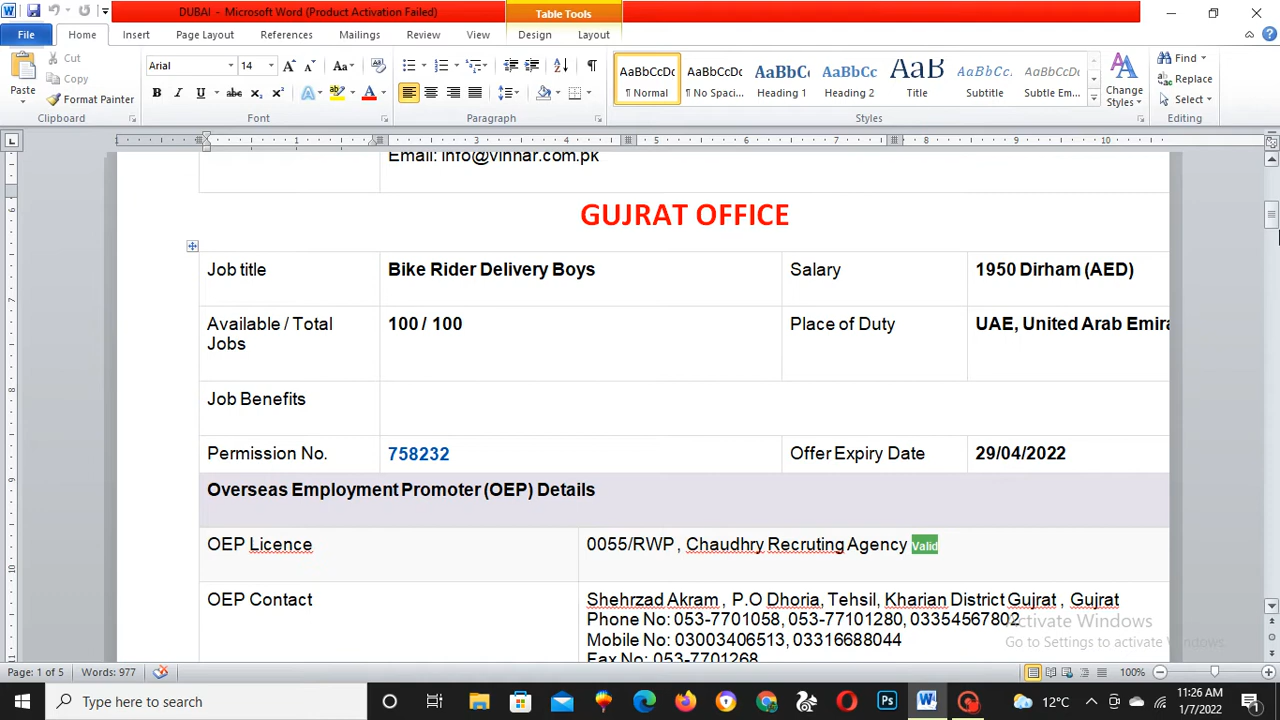 DUBAI - Microsoft Word (Product Activation Failed)
Table Tools
File Home Insert Page Layout References Mailings Review View Design Layout
Paste
Cut
Copy
Format Painter
Clipboard
Arial 14
Font
Paragraph
AaBbCcDc AaBbCcDc AaBbC AaBbCc AaB AaBbCcL AaBbCcDc
¶ Normal ¶ No Spaci... Heading 1 Heading 2 Title Subtitle Subtle Em...
Styles
Change Styles
Find
Replace
Select
Editing
Email: info@vinnar.com.pk
GUJRAT OFFICE
Job title Bike Rider Delivery Boys Salary 1950 Dirham (AED)
Available / Total 100 / 100 Place of Duty UAE, United Arab Emira
Jobs
Job Benefits
Permission No. 758232 Offer Expiry Date 29/04/2022
Overseas Employment Promoter (OEP) Details
OEP Licence 0055/RWP , Chaudhry Recruting Agency Valid
OEP Contact Shehrzad Akram , P.O Dhoria, Tehsil, Kharian District Gujrat , Gujrat
Phone No: 053-7701058, 053-77101280, 03354567802
Mobile No: 03003406513, 03316688044
Fax No: 053-7701268
Activate Windows
Go to Settings to activate Windows.
Page: 1 of 5 Words: 977 100%
Type here to search
12°C
11:26 AM
1/7/2022